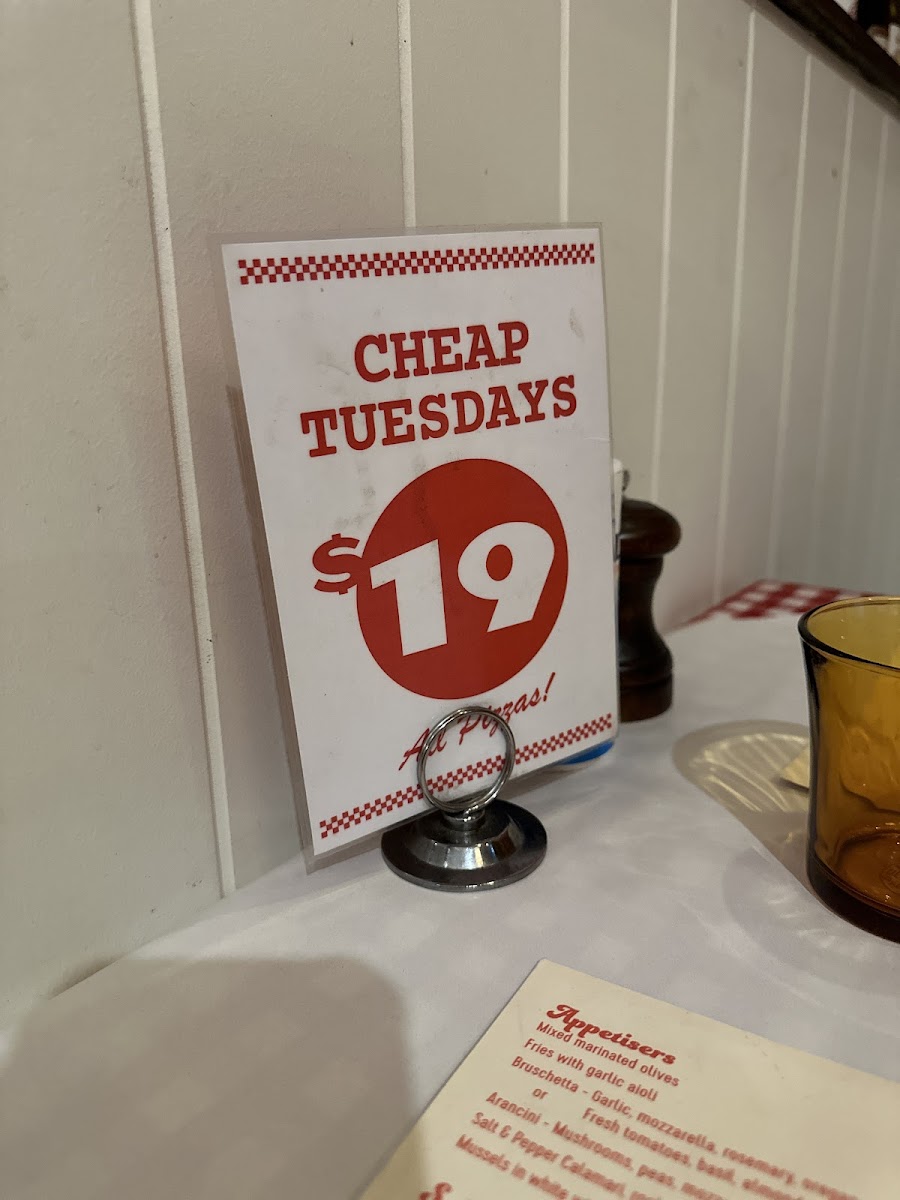 CHEAP
TUESDAYS
$19
All Pizzas!
Appetisers
Mixed marinated olives
Fries with garlic aioli
Bruschetta - Garlic, mozzarella, rosemary,
or Fresh tomatoes, basil,
Arancini - Mushrooms, peas,
Salt & Pepper Calamari,
Mussels in white